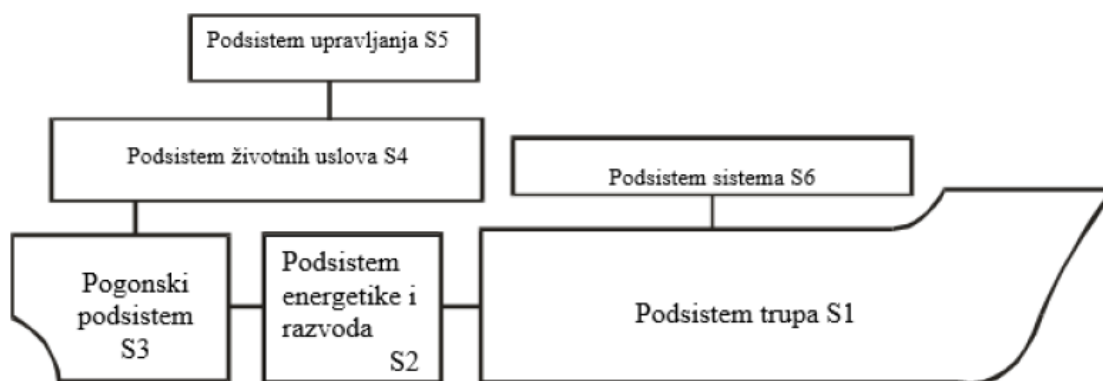 Podsistem upravljanja S5
Podsistem životnih uslova S4
Podsistem sistema S6
Pogonski
podsistem
S3
Podsistem
energetike i
razvoda
S2
Podsistem trupa S1